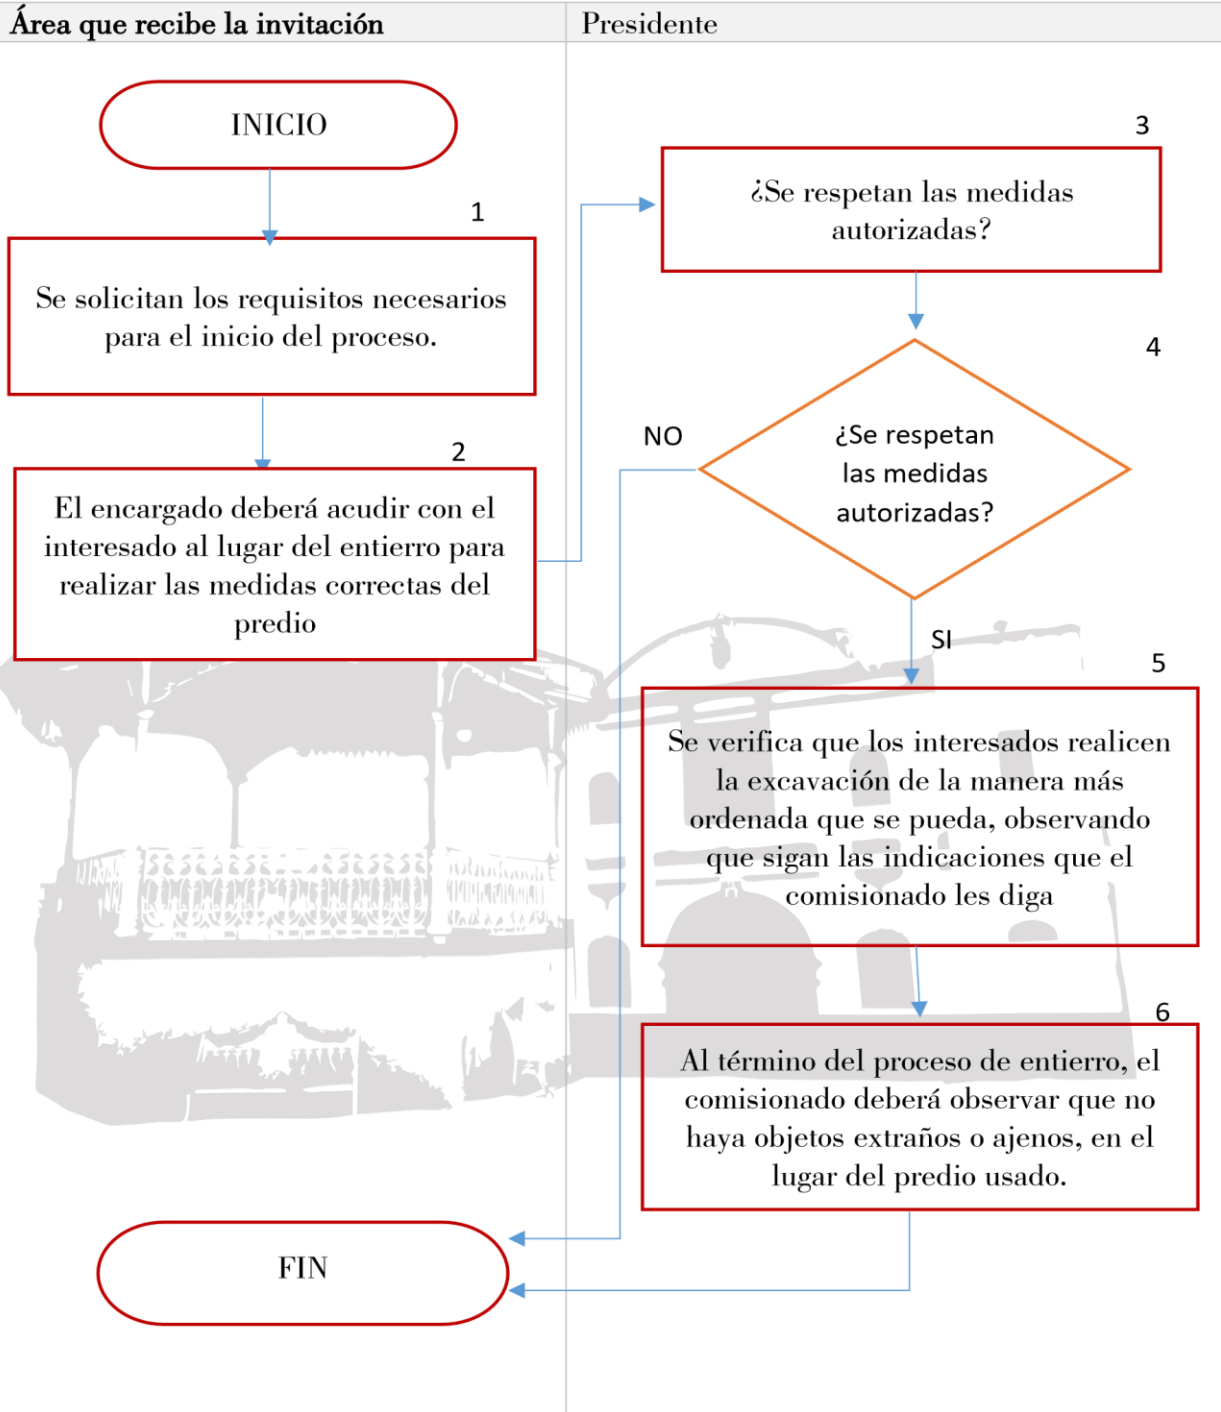 Área que recibe la invitación
Presidente
INICIO
1
Se solicitan los requisitos necesarios
para el inicio del proceso.
2
El encargado deberá acudir con el
interesado al lugar del entierro para
realizar las medidas correctas del
predio
3
¿Se respetan las medidas
autorizadas?
4
¿Se respetan
las medidas
autorizadas?
NO
SI
5
Se verifica que los interesados realicen
la excavación de la manera más
ordenada que se pueda, observando
que sigan las indicaciones que el
comisionado les diga
6
Al término del proceso de entierro, el
comisionado deberá observar que no
haya objetos extraños o ajenos, en el
lugar del predio usado.
FIN